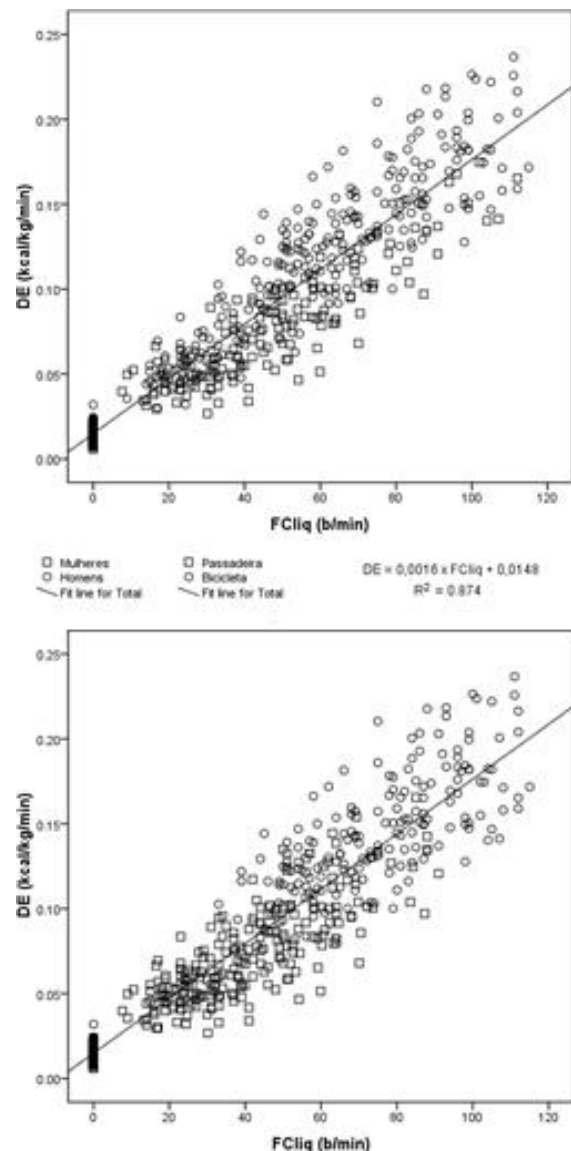 0.25
0.20
0.15
0.10
0.05
0.00
DE (kcal/kg/min)
0 20 40 60 80 100 120
FCliq (b/min)
Mulheres Passadeira DE = 0,0016 x FCliq + 0,0148
Homens Bicicleta R² = 0.874
Fit line for Total Fit line for Total
0.25
0.20
0.15
0.10
0.05
0.00
DE (kcal/kg/min)
0 20 40 60 80 100 120
FCliq (b/min)